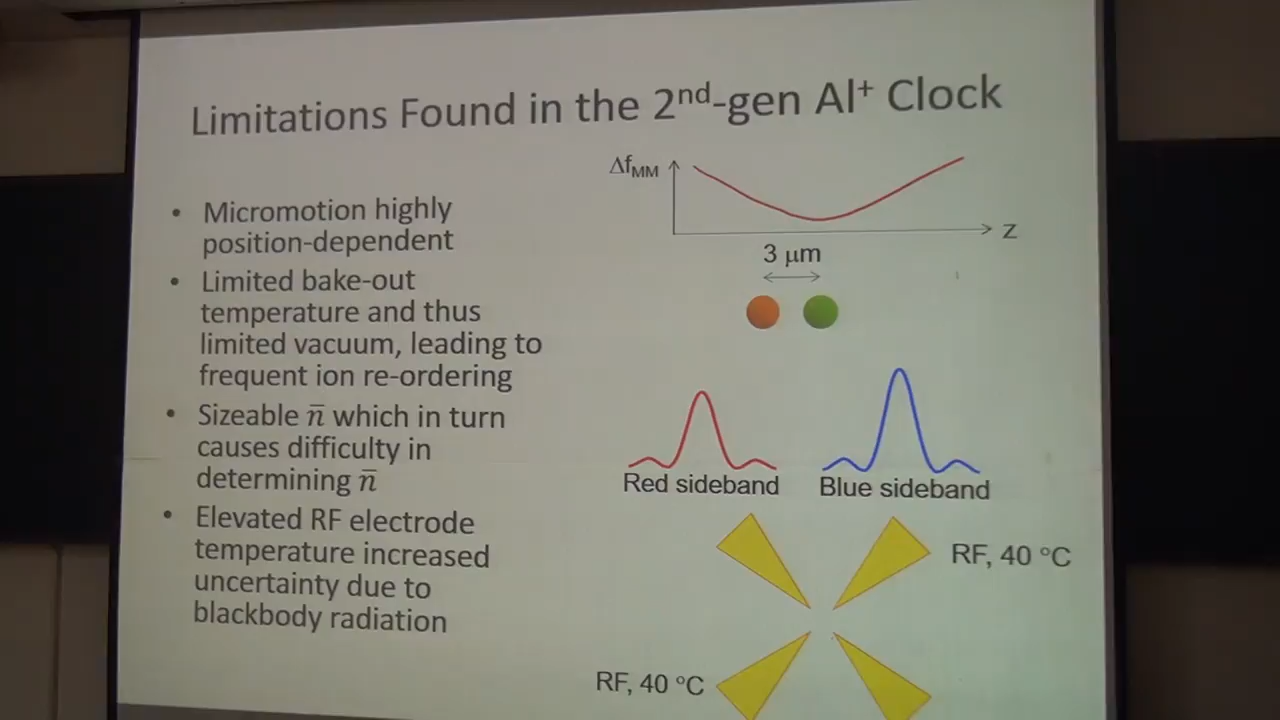 Limitations Found in the 2nd-gen Al+ Clock
• Micromotion highly
position-dependent
• Limited bake-out
temperature and thus
limited vacuum, leading to
frequent ion re-ordering
• Sizeable n̅ which in turn
causes difficulty in
determining n̅
• Elevated RF electrode
temperature increased
uncertainty due to
blackbody radiation
ΔfMM
z
3 μm
Red sideband
Blue sideband
RF, 40 °C
RF, 40 °C